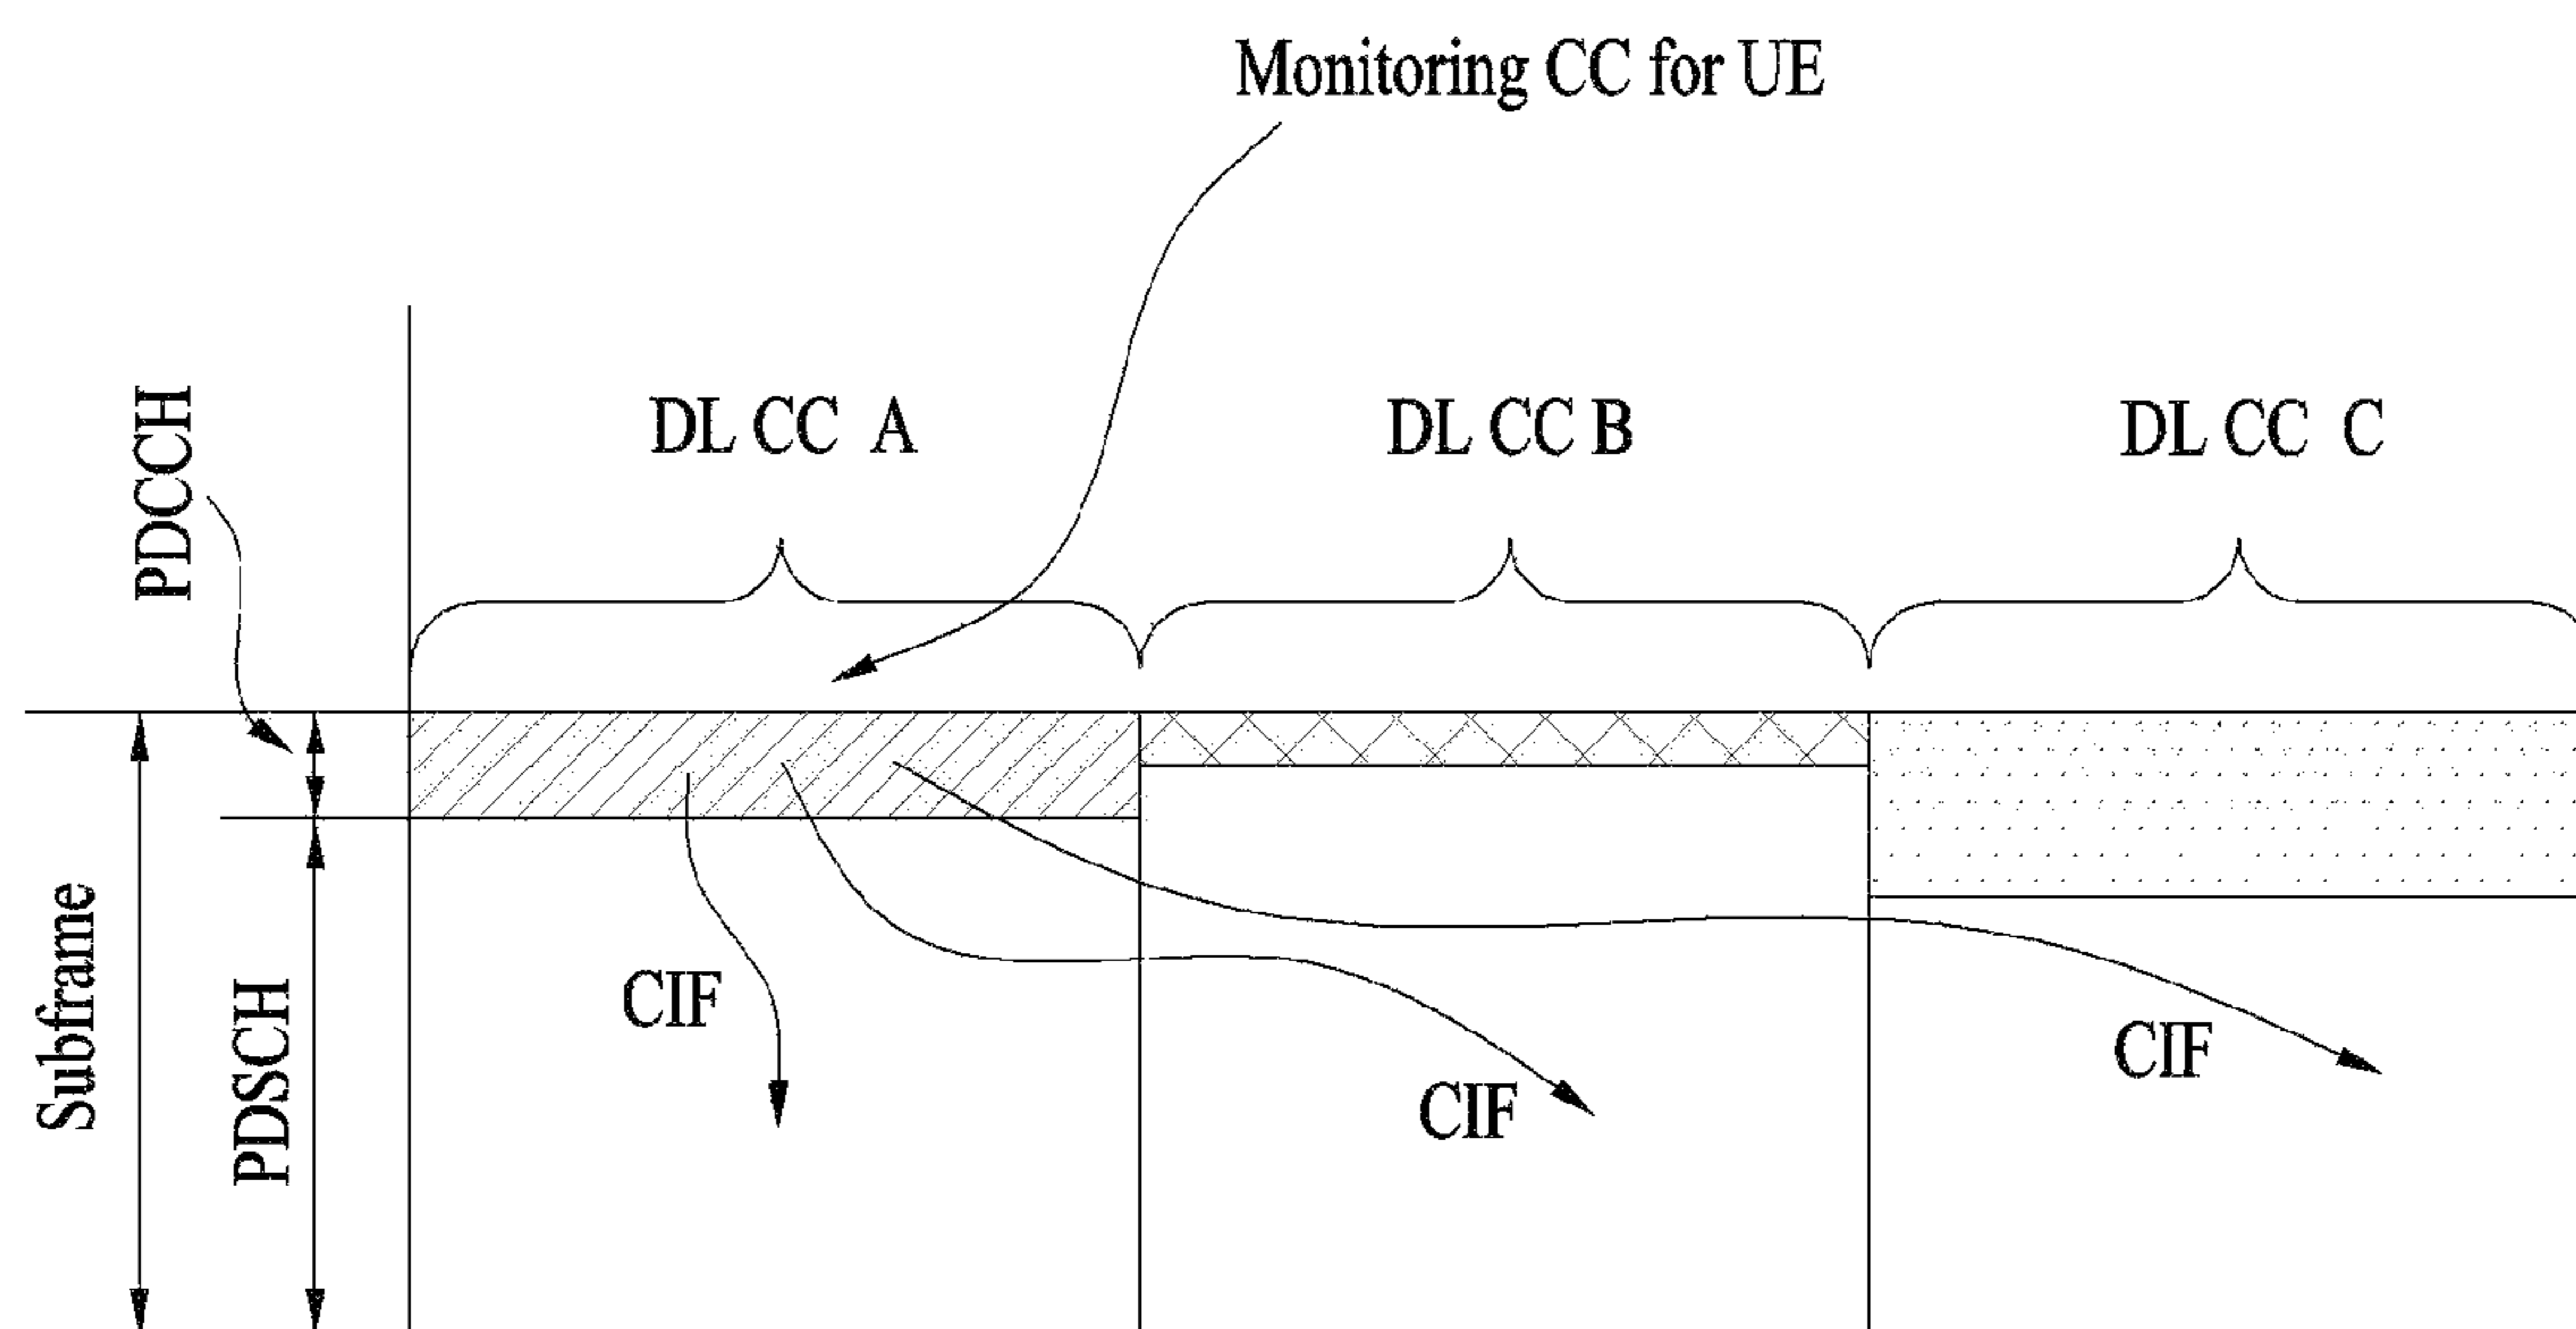 Monitoring CC for UE
PDCCH
DL CC A
DL CC B
DL CC C
Subframe
PDSCH
CIF
CIF
CIF